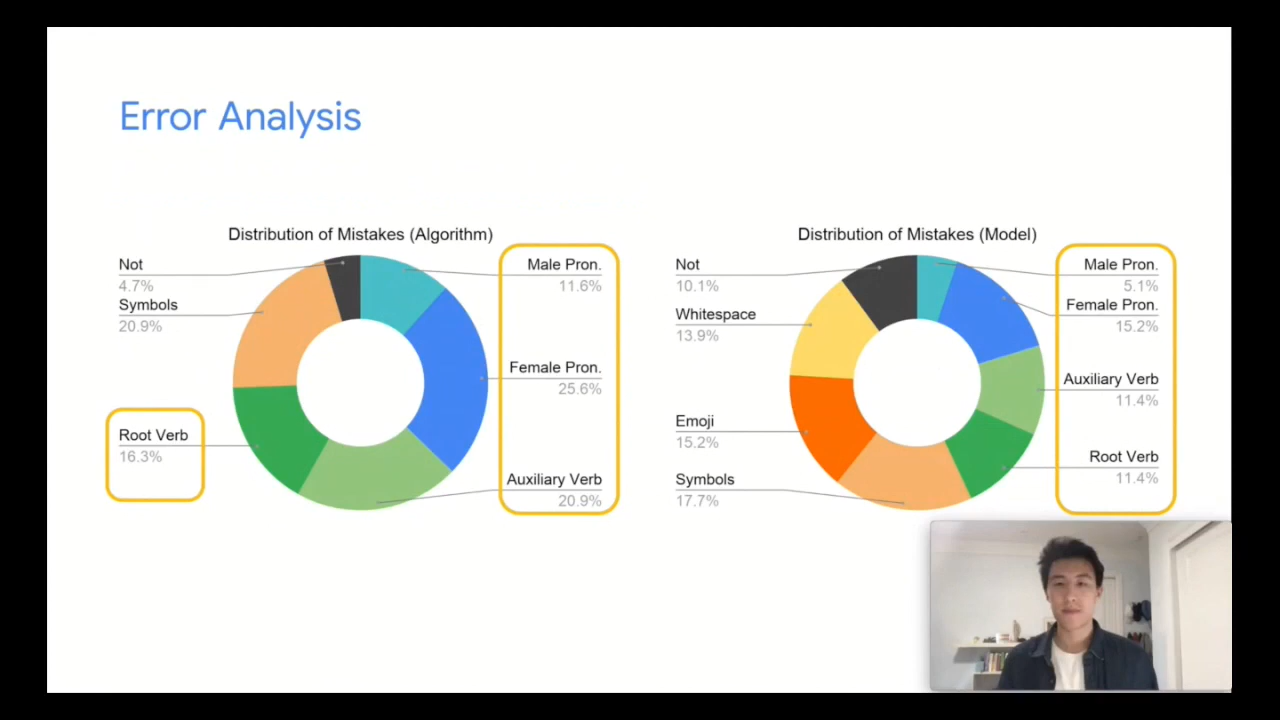 Error Analysis
Distribution of Mistakes (Algorithm)
Not
4.7%
Symbols
20.9%
Root Verb
16.3%
Male Pron.
11.6%
Female Pron.
25.6%
Auxiliary Verb
20.9%
Distribution of Mistakes (Model)
Not
10.1%
Whitespace
13.9%
Emoji
15.2%
Symbols
17.7%
Male Pron.
5.1%
Female Pron.
15.2%
Auxiliary Verb
11.4%
Root Verb
11.4%